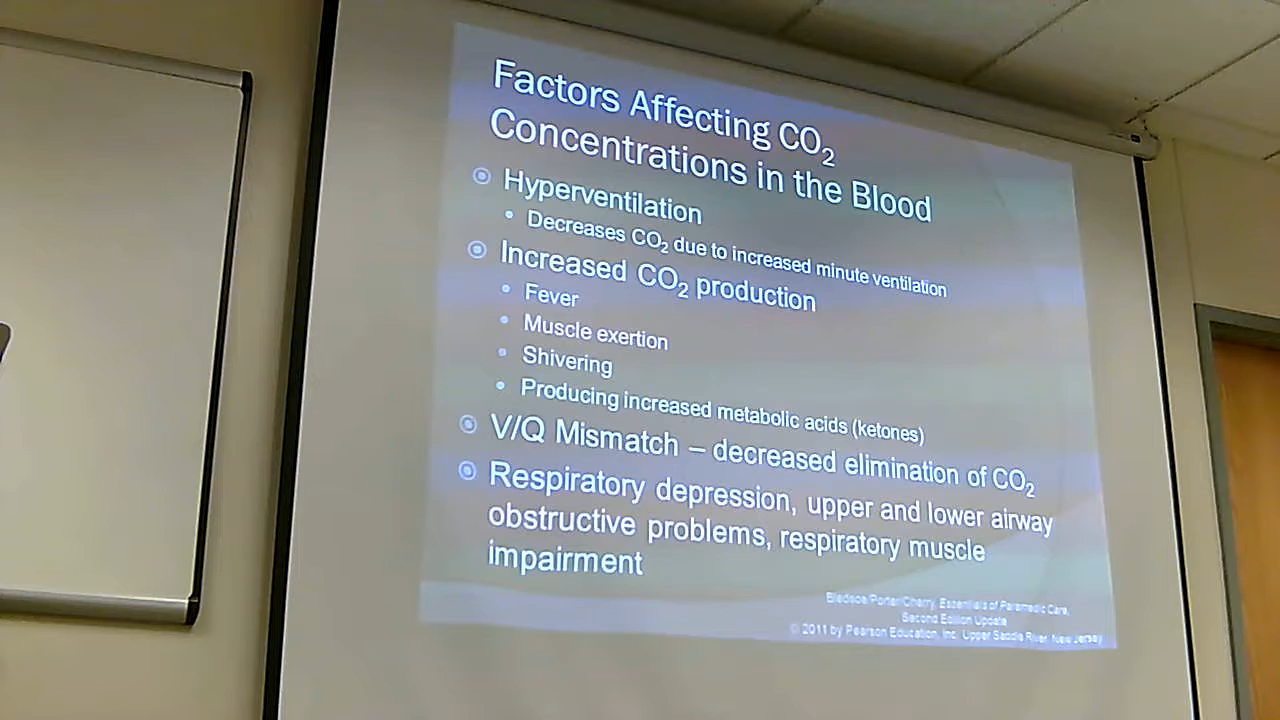 Factors Affecting CO₂
Concentrations in the Blood
Hyperventilation
Decreases CO₂ due to increased minute ventilation
Increased CO₂ production
Fever
Muscle exertion
Shivering
Producing increased metabolic acids (ketones)
V/Q Mismatch – decreased elimination of CO₂
Respiratory depression, upper and lower airway
obstructive problems, respiratory muscle
impairment
Bledsoe/Porter/Cherry, Essentials of Paramedic Care,
Second Edition Update
© 2011 by Pearson Education, Inc. Upper Saddle River, New Jersey